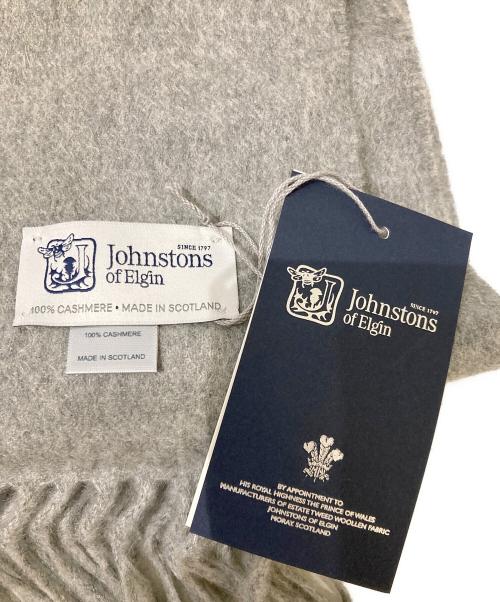 SINCE 1797
Johnstons
of Elgin
100% CASHMERE • MADE IN SCOTLAND
100% CASHMERE
MADE IN SCOTLAND
SINCE 1797
Johnstons
of Elgin
BY APPOINTMENT TO
HIS ROYAL HIGHNESS THE PRINCE OF WALES
MANUFACTURERS OF ESTATE TWEED WOOLLEN FABRIC
JOHNSTONS OF ELGIN
MORAY, SCOTLAND